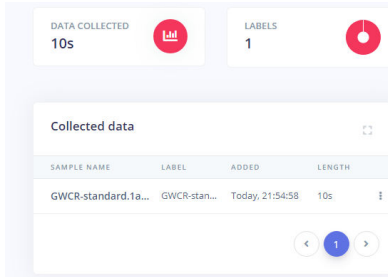 DATA COLLECTED
10s
LABELS
1
Collected data
SAMPLE NAME LABEL ADDED LENGTH
GWCR-standard.1a... GWCR-stan... Today, 21:54:58 10s
1